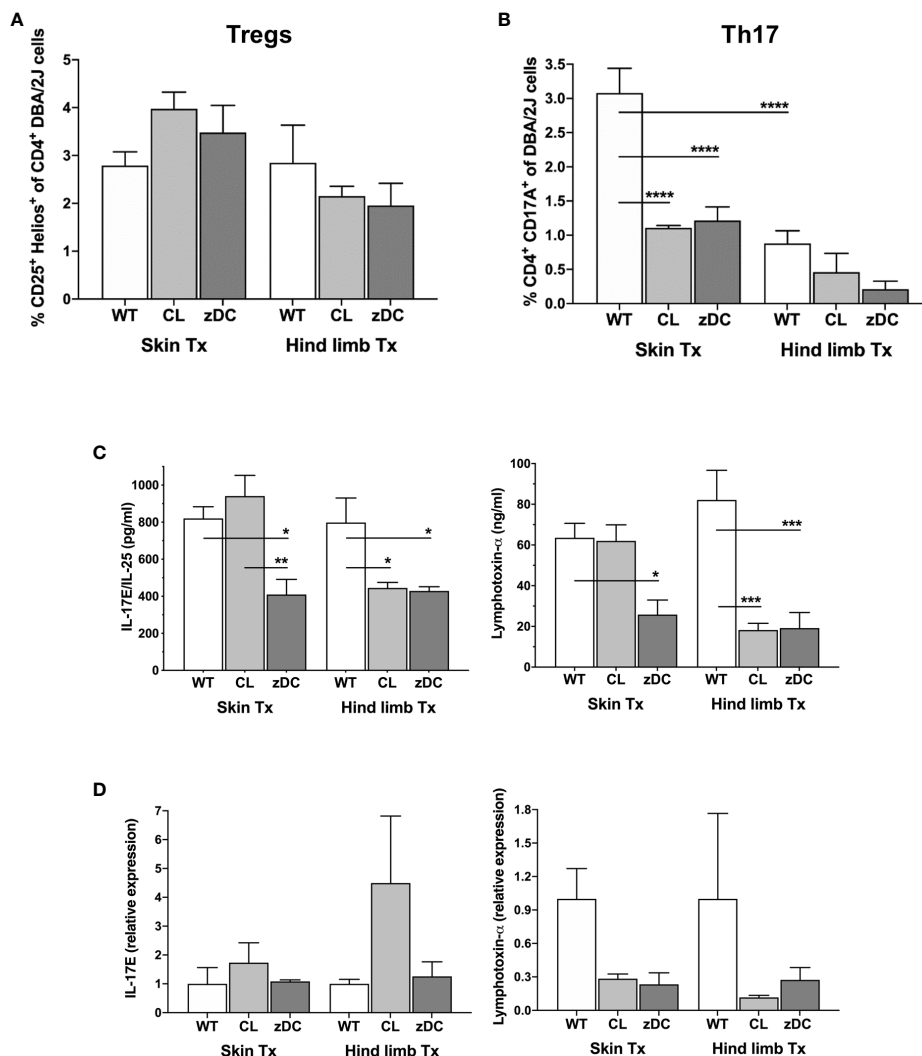 A
Tregs
% CD25⁺ Helios⁺ of CD4⁺ DBA/2J cells
5
4
3
2
1
0
WT CL zDC WT CL zDC
Skin Tx Hind limb Tx
B
Th17
% CD4⁺ CD17A⁺ of DBA/2J cells
3.5
3.0
2.5
2.0
1.5
1.0
0.5
0.0
****
****
****
WT CL zDC WT CL zDC
Skin Tx Hind limb Tx
C
IL-17E/IL-25 (pg/ml)
1000
800
600
400
200
0
* *
** *
WT CL zDC WT CL zDC
Skin Tx Hind limb Tx
Lymphotoxin-α (ng/ml)
100
80
60
40
20
0
***
*
***
WT CL zDC WT CL zDC
Skin Tx Hind limb Tx
D
IL-17E (relative expression)
7
6
5
4
3
2
1
0
WT CL zDC WT CL zDC
Skin Tx Hind limb Tx
Lymphotoxin-α (relative expression)
1.8
1.5
1.2
0.9
0.6
0.3
0.0
WT CL zDC WT CL zDC
Skin Tx Hind limb Tx